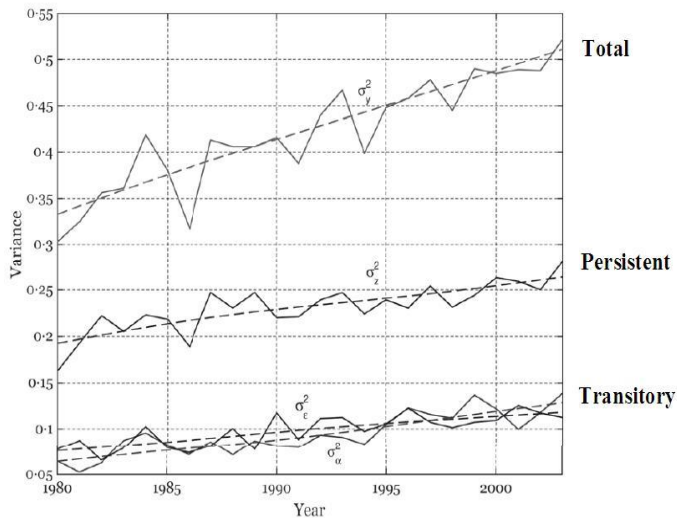 0·55
0·5
0·45
0·4
0·35
0·3
0·25
0·2
0·15
0·1
0·05
Variance
σ²y
σ²z
σ²ε
σ²α
Total
Persistent
Transitory
1980 1985 1990 1995 2000
Year